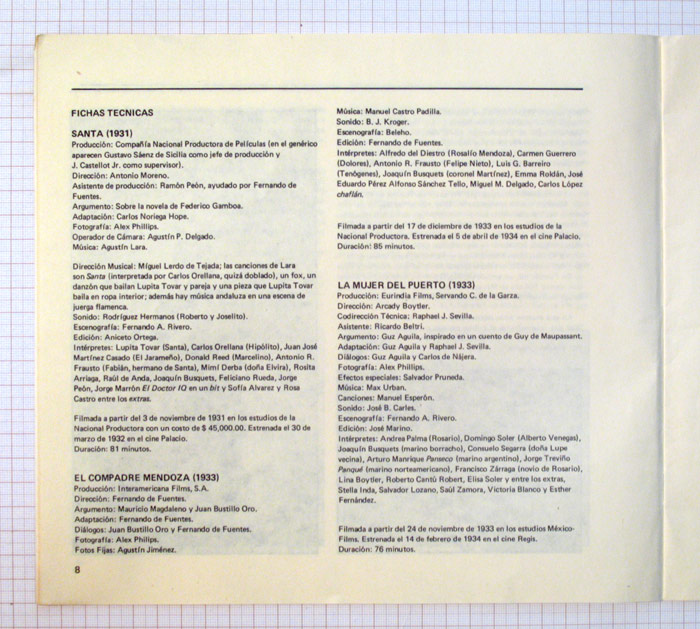 FICHAS TECNICAS
SANTA (1931)
Producción: Compañía Nacional Productora de Películas (en el genérico
aparecen Gustavo Sáenz de Sicilia como jefe de producción y
J. Castellot Jr. como supervisor).
Dirección: Antonio Moreno.
Asistente de producción: Ramón Peón, ayudado por Fernando de
Fuentes.
Argumento: Sobre la novela de Federico Gamboa.
Adaptación: Carlos Noriega Hope.
Fotografía: Alex Phillips.
Operador de Cámara: Agustín P. Delgado.
Música: Agustín Lara.
Dirección Musical: Miguel Lerdo de Tejada; las canciones de Lara
son Santa (interpretada por Carlos Orellana, quizá doblado), un fox, un
danzón que bailan Lupita Tovar y pareja y una pieza que Lupita Tovar
baila en ropa interior; además hay música andaluza en una escena de
juerga flamenca.
Sonido: Rodríguez Hermanos (Roberto y Joselito).
Escenografía: Fernando A. Rivero.
Edición: Aniceto Ortega.
Intérpretes: Lupita Tovar (Santa), Carlos Orellana (Hipólito), Juan José
Martínez Casado (El Jarameño), Donald Reed (Marcelino), Antonio R.
Frausto (Fabián, hermano de Santa), Mimí Derba (doña Elvira), Rosita
Arriaga, Raúl de Anda, Joaquín Busquets, Feliciano Rueda, Jorge
Peón, Jorge Marrón El Doctor IQ en un bit y Sofía Alvarez y Rosa
Castro entre los extras.
Filmada a partir del 3 de noviembre de 1931 en los estudios de la
Nacional Productora con un costo de $ 45,000.00. Estrenada el 30 de
marzo de 1932 en el cine Palacio.
Duración: 81 minutos.
EL COMPADRE MENDOZA (1933)
Producción: Interamericana Films, S.A.
Dirección: Fernando de Fuentes.
Argumento: Mauricio Magdaleno y Juan Bustillo Oro.
Adaptación: Fernando de Fuentes.
Diálogos: Juan Bustillo Oro y Fernando de Fuentes.
Fotografía: Alex Philips.
Fotos Fijas: Agustín Jiménez.
8
Música: Manuel Castro Padilla.
Sonido: B. J. Kroger.
Escenografía: Beleho.
Edición: Fernando de Fuentes.
Intérpretes: Alfredo del Diestro (Rosalío Mendoza), Carmen Guerrero
(Dolores), Antonio R. Frausto (Felipe Nieto), Luis G. Barreiro
(Tenógenes), Joaquín Busquets (coronel Martínez), Emma Roldán, José
Eduardo Pérez Alfonso Sánchez Tello, Miguel M. Delgado, Carlos López
chaflán.
Filmada a partir del 17 de diciembre de 1933 en los estudios de la
Nacional Productora. Estrenada el 5 de abril de 1934 en el cine Palacio.
Duración: 85 minutos.
LA MUJER DEL PUERTO (1933)
Producción: Eurindia Films, Servando C. de la Garza.
Dirección: Arcady Boytler.
Codirección Técnica: Raphael J. Sevilla.
Asistente: Ricardo Beltri.
Argumento: Guz Aguila, inspirado en un cuento de Guy de Maupassant.
Adaptación: Guz Aguila y Raphael J. Sevilla.
Diálogos: Guz Aguila y Carlos de Nájera.
Fotografía: Alex Phillips.
Efectos especiales: Salvador Pruneda.
Música: Max Urban.
Canciones: Manuel Esperón.
Sonido: José B. Carles.
Escenografía: Fernando A. Rivero.
Edición: José Marino.
Intérpretes: Andrea Palma (Rosario), Domingo Soler (Alberto Venegas),
Joaquín Busquets (marino borracho), Consuelo Segarra (doña Lupe
vecina), Arturo Manrique Panseco (marino argentino), Jorge Treviño
Panqué (marino norteamericano), Francisco Zárraga (novio de Rosario),
Lina Boytler, Roberto Cantú Robert, Elisa Soler y entre los extras,
Stella Inda, Salvador Lozano, Saúl Zamora, Victoria Blanco y Esther
Fernández.
Filmada a partir del 24 de noviembre de 1933 en los estudios México-
Films. Estrenada el 14 de febrero de 1934 en el cine Regis.
Duración: 76 minutos.